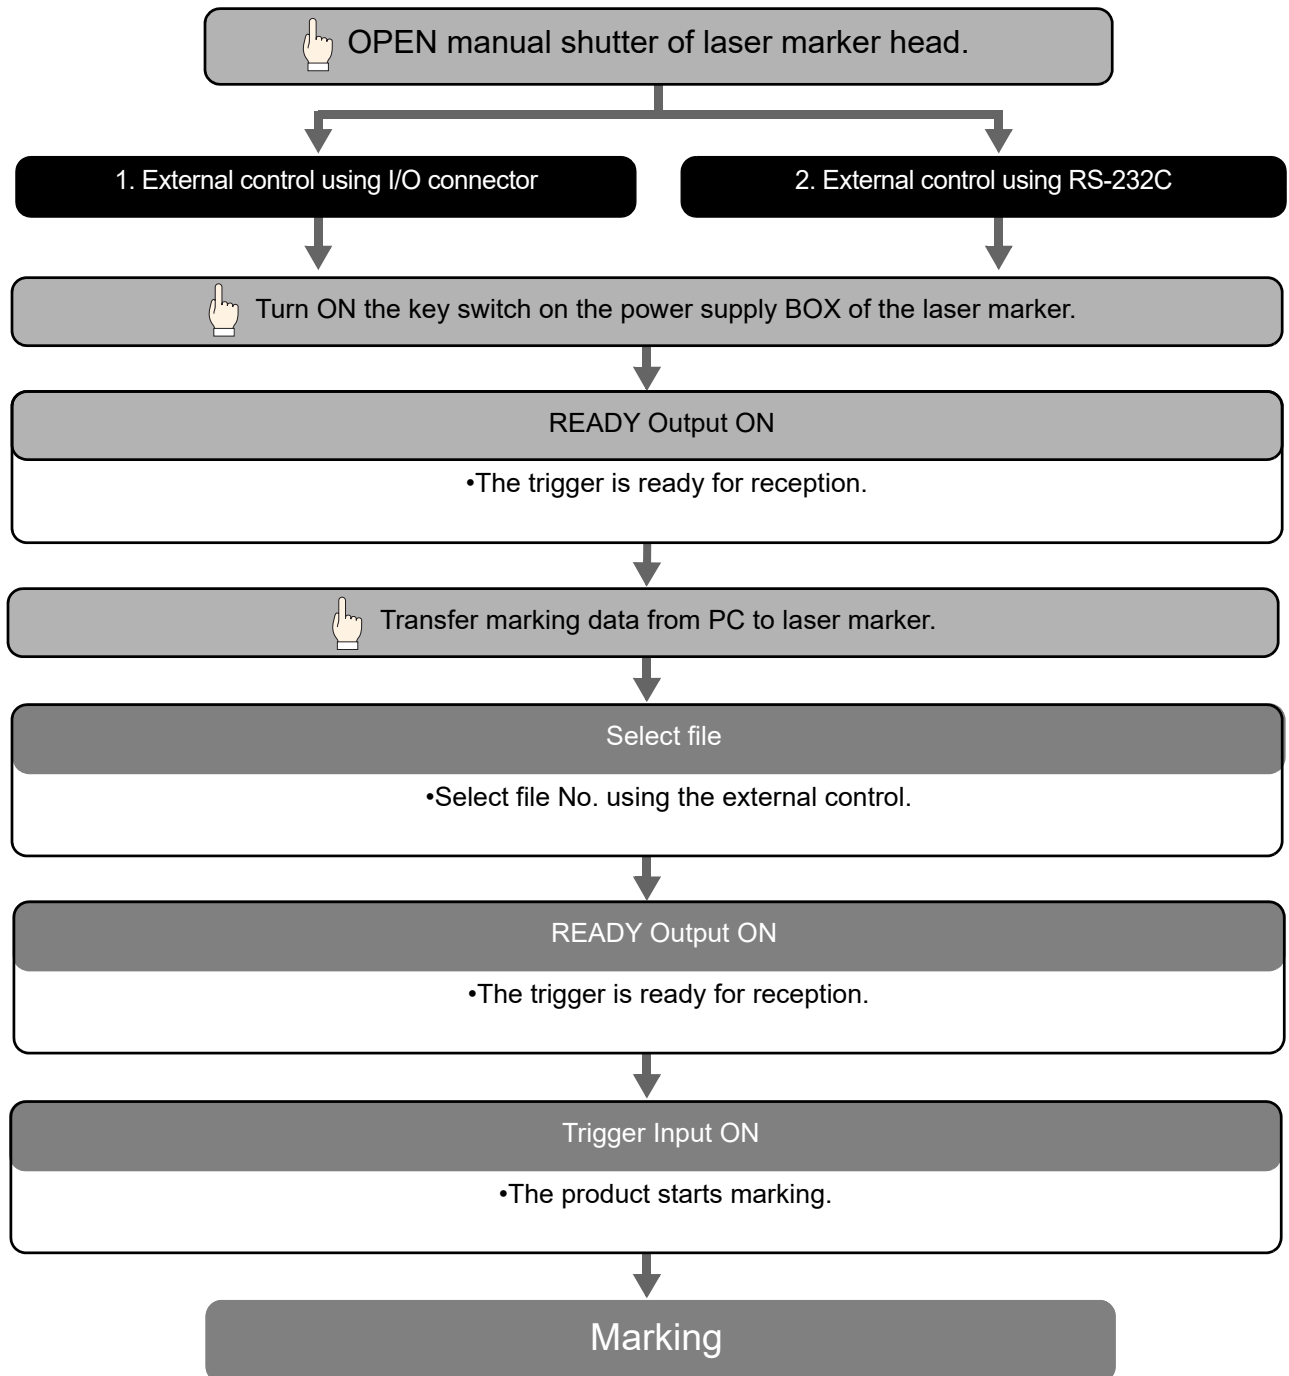 OPEN manual shutter of laser marker head.
1. External control using I/O connector
2. External control using RS-232C
Turn ON the key switch on the power supply BOX of the laser marker.
READY Output ON
•The trigger is ready for reception.
Transfer marking data from PC to laser marker.
Select file
•Select file No. using the external control.
READY Output ON
•The trigger is ready for reception.
Trigger Input ON
•The product starts marking.
Marking